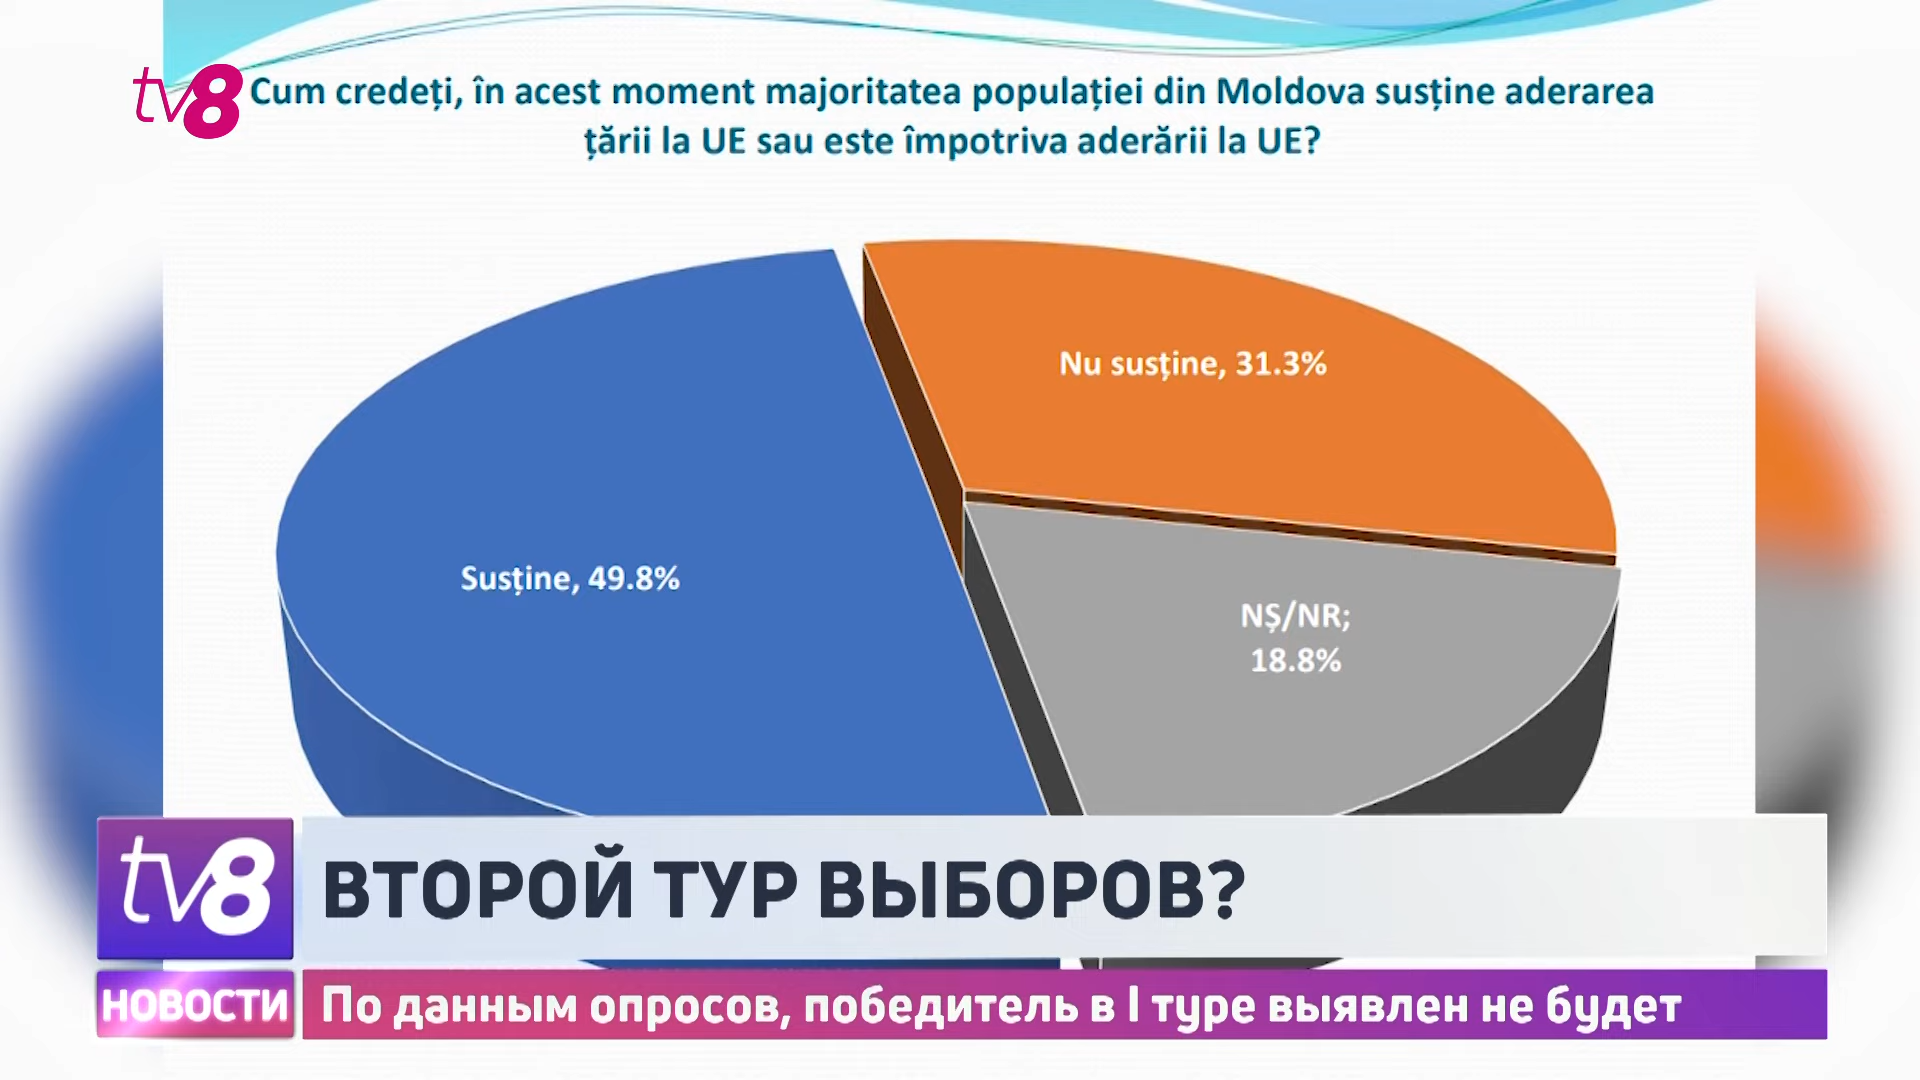 tv8
Cum credeți, în acest moment majoritatea populației din Moldova susține aderarea
țării la UE sau este împotriva aderării la UE?
Nu susține, 31.3%
Susține, 49.8%
NȘ/NR;
18.8%
tv8
ВТОРОЙ ТУР ВЫБОРОВ?
НОВОСТИ
По данным опросов, победитель в I туре выявлен не будет